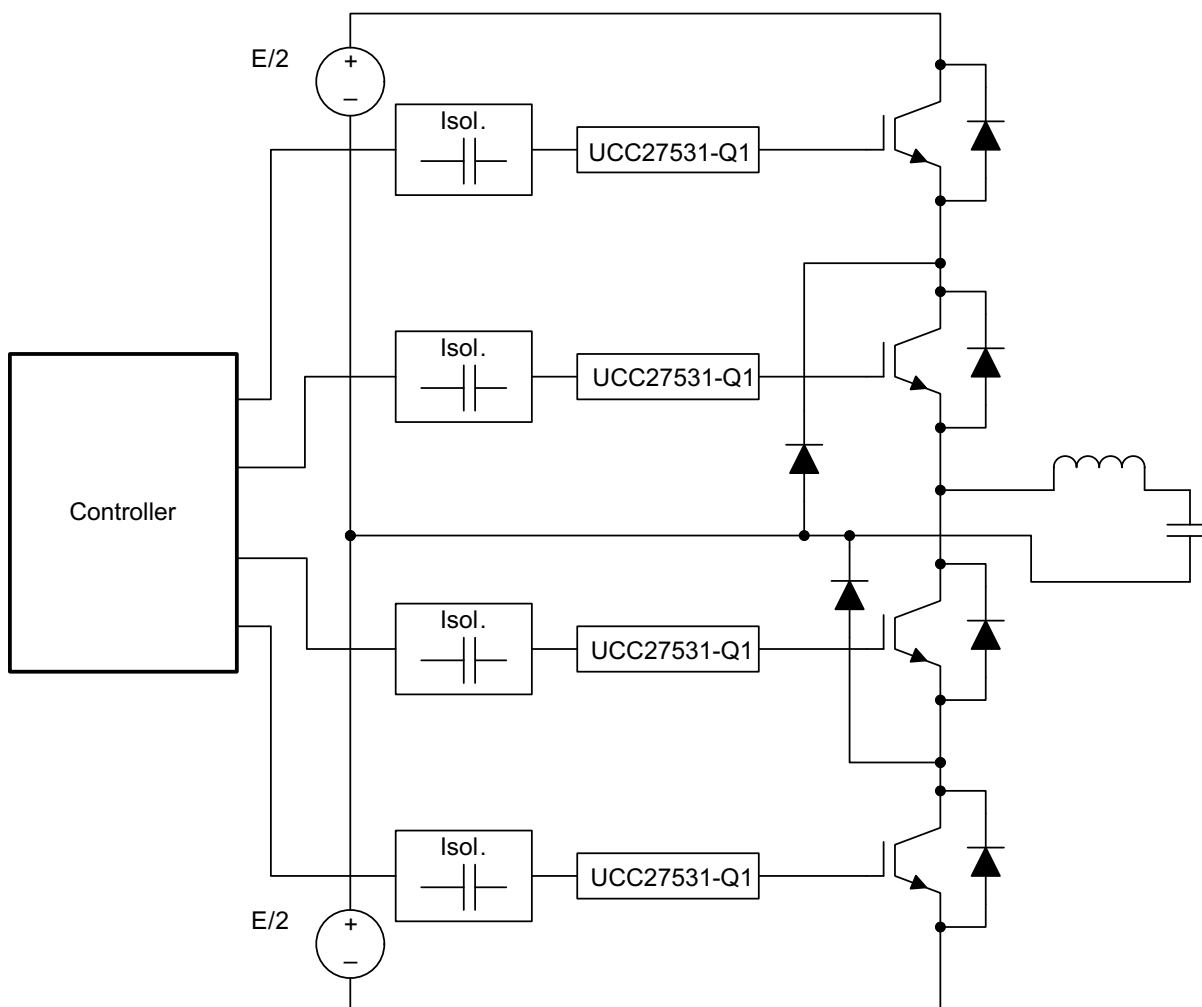 E/2
+
–
Isol.
UCC27531-Q1
Isol.
UCC27531-Q1
Controller
Isol.
UCC27531-Q1
Isol.
UCC27531-Q1
E/2
+
–